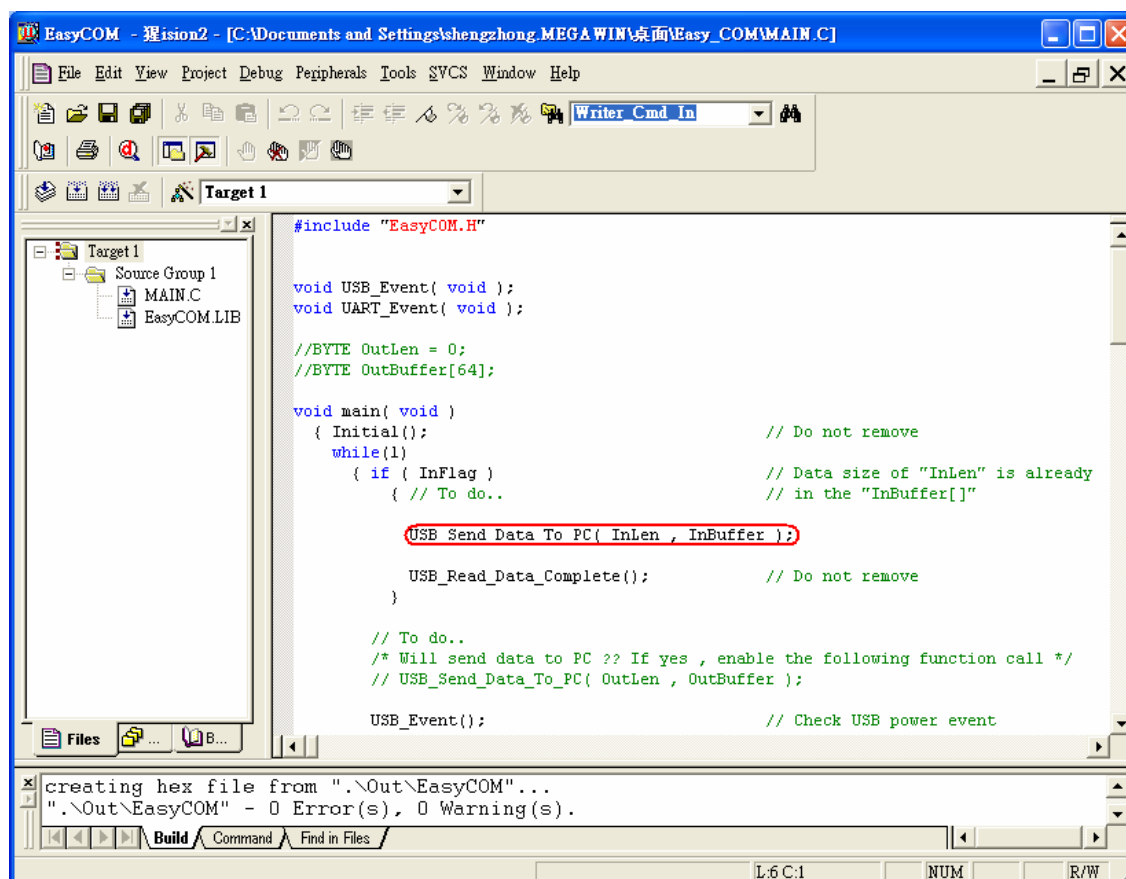 EasyCOM - 猩ision2 - [C:\Documents and Settings\shengzhong.MEGAWIN\桌面\Easy_COM\MAIN.C]
File Edit View Project Debug Peripherals Tools SVCS Window Help
Writer_Cmd_In
Target 1
Target 1
Source Group 1
MAIN.C
EasyCOM.LIB
Files ... B...
#include "EasyCOM.H"
void USB_Event( void );
void UART_Event( void );
//BYTE OutLen = 0;
//BYTE OutBuffer[64];
void main( void )
{ Initial(); // Do not remove
while(1)
{ if ( InFlag ) // Data size of "InLen" is already
{ // To do.. // in the "InBuffer[]"
USB_Send_Data_To_PC( InLen , InBuffer );
USB_Read_Data_Complete(); // Do not remove
}
// To do..
/* Will send data to PC ?? If yes , enable the following function call */
// USB_Send_Data_To_PC( OutLen , OutBuffer );
USB_Event(); // Check USB power event
creating hex file from ".\Out\EasyCOM"...
".\Out\EasyCOM" - 0 Error(s), 0 Warning(s).
Build Command Find in Files
L:6 C:1 NUM R/W